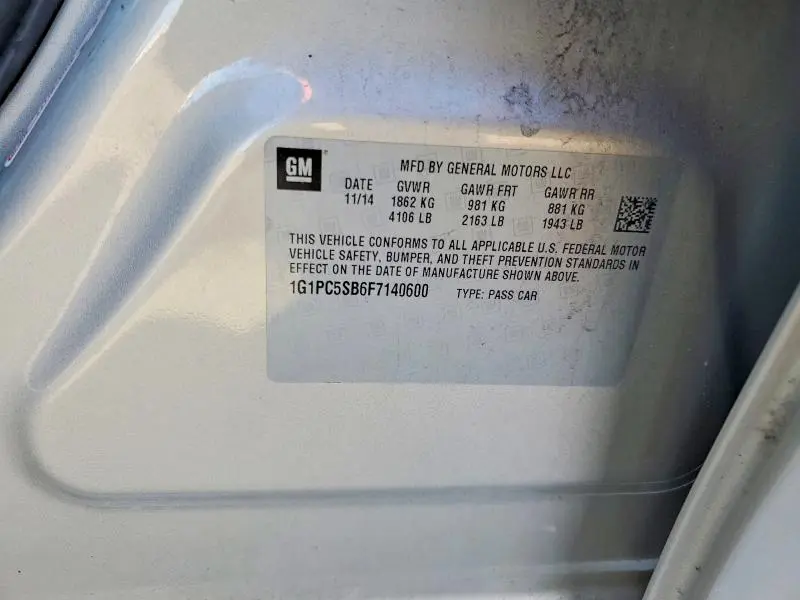 GM
MFD BY GENERAL MOTORS LLC
DATE GVWR GAWR FRT GAWR RR
11/14 1862 KG 981 KG 881 KG
4106 LB 2163 LB 1943 LB
THIS VEHICLE CONFORMS TO ALL APPLICABLE U.S. FEDERAL MOTOR
VEHICLE SAFETY, BUMPER, AND THEFT PREVENTION STANDARDS IN
EFFECT ON THE DATE OF MANUFACTURE SHOWN ABOVE.
1G1PC5SB6F7140600 TYPE: PASS CAR